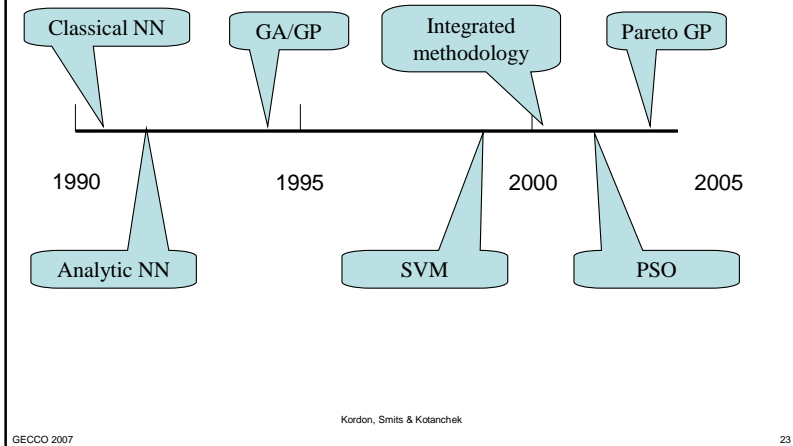 Classical NN
GA/GP
Integrated
methodology
Pareto GP
1990
1995
2000
2005
Analytic NN
SVM
PSO
Kordon, Smits & Kotanchek
GECCO 2007
23